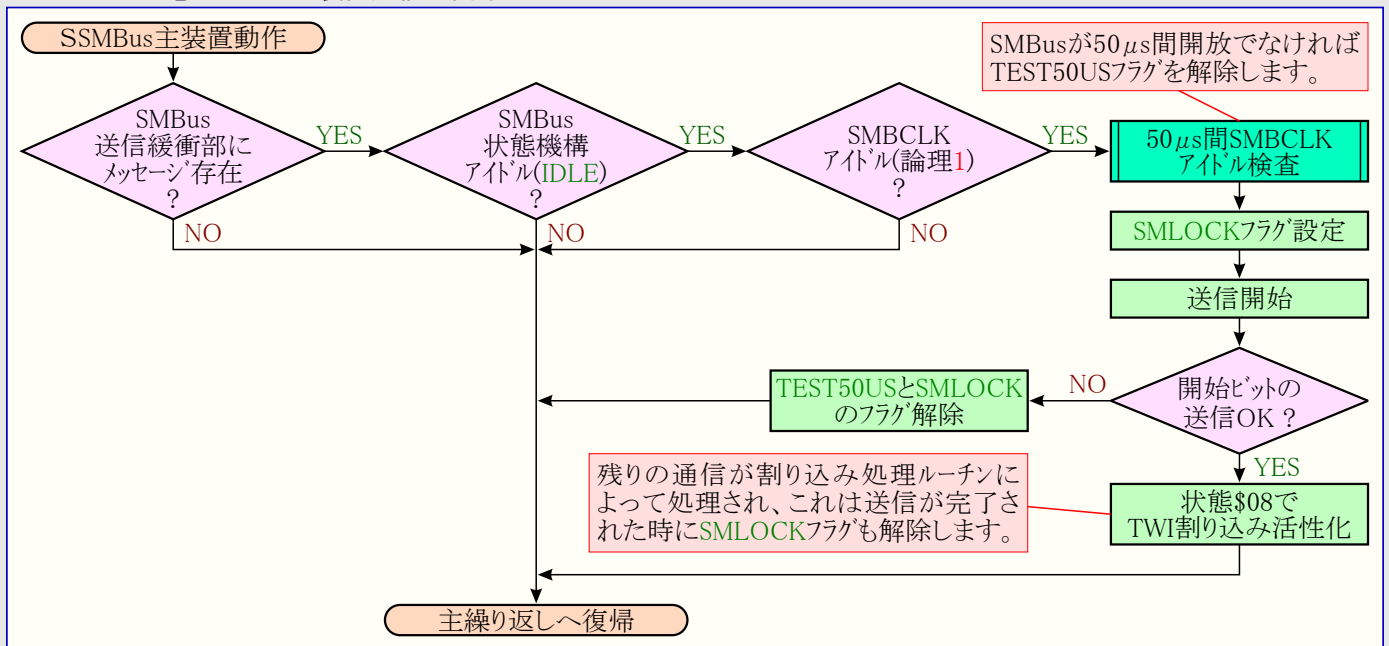 SSMBus主装置動作
SMBusが50μs間開放でなければ
TEST50USフラグを解除します。
SMBus
送信緩衝部に
メッセージ存在
?
YES
NO
SMBus
状態機構
アイドル(IDLE)
?
YES
NO
SMBCLK
アイドル(論理1)
?
YES
NO
50μs間SMBCLK
アイドル検査
SMLOCKフラグ設定
送信開始
開始ビットの
送信OK ?
NO
YES
TEST50USとSMLOCK
のフラグ解除
残りの通信が割り込み処理ルーチンに
よって処理され、これは送信が完了さ
れた時にSMLOCKフラグも解除します。
状態$08で
TWI割り込み活性化
主繰り返しへ復帰